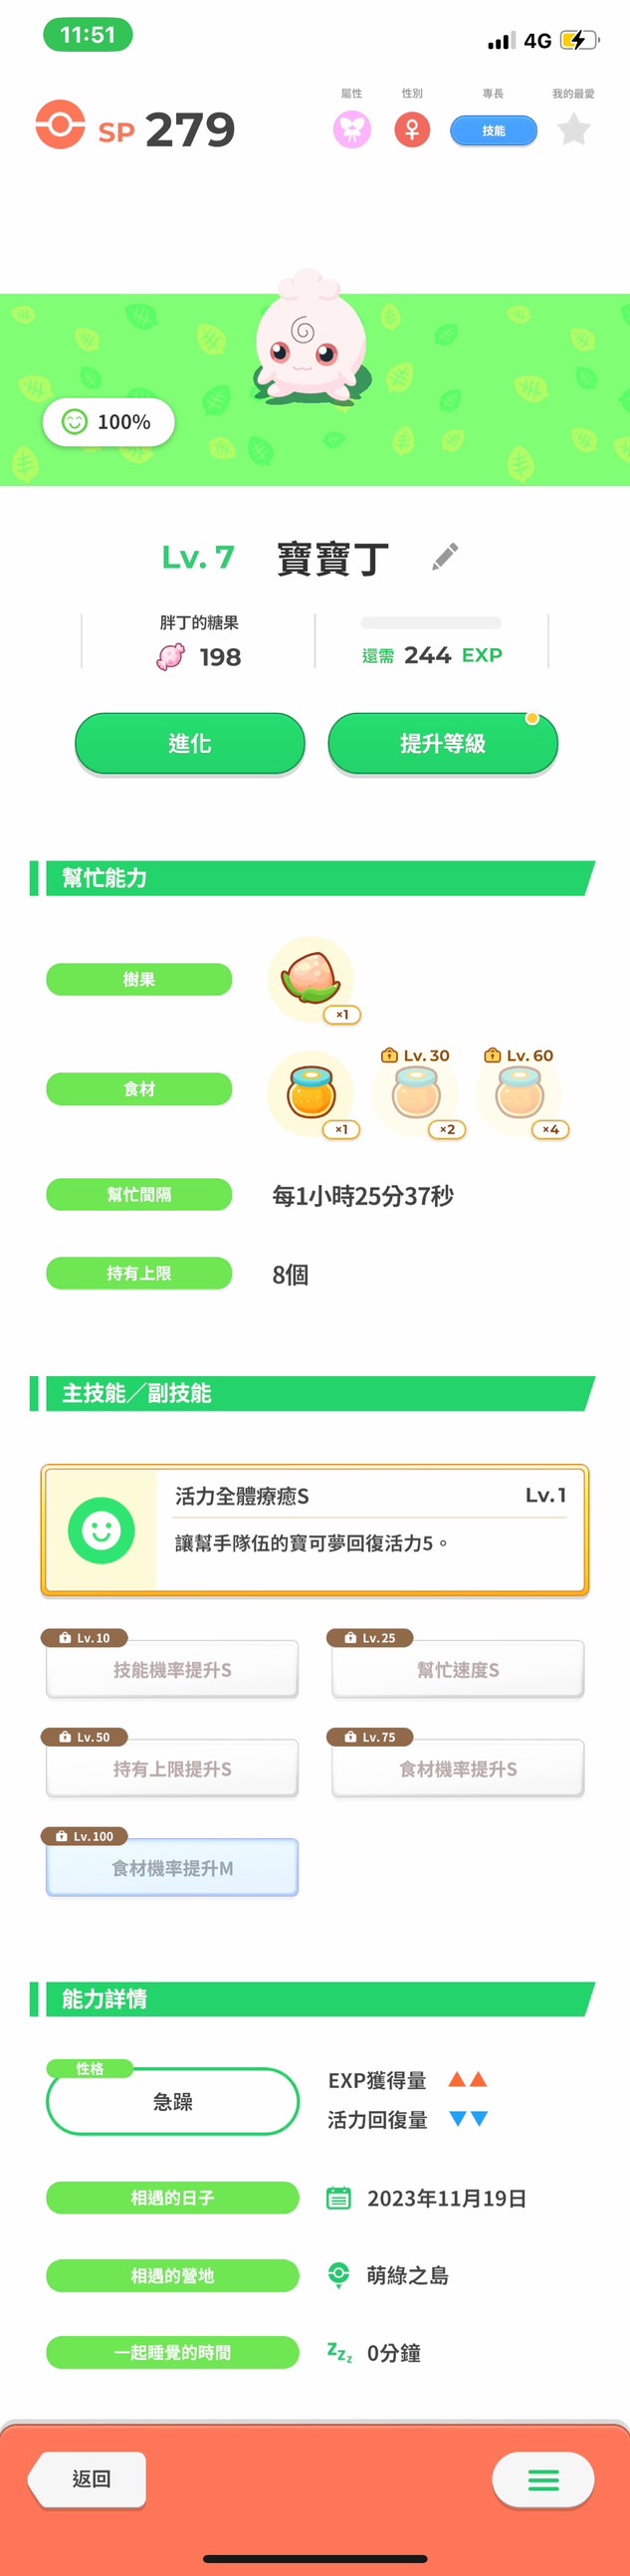 11:51
4G
屬性 性別 專長 我的最愛
SP 279
技能
100%
Lv. 7 寶寶丁
胖丁的糖果
198
還需 244 EXP
進化
提升等級
幫忙能力
樹果
×1
Lv. 30 Lv. 60
食材
×1 ×2 ×4
幫忙間隔
每1小時25分37秒
持有上限
8個
主技能／副技能
活力全體療癒S Lv. 1
讓幫手隊伍的寶可夢回復活力5。
Lv. 10
技能機率提升S
Lv. 25
幫忙速度S
Lv. 50
持有上限提升S
Lv. 75
食材機率提升S
Lv. 100
食材機率提升M
能力詳情
性格
急躁
EXP獲得量
活力回復量
相遇的日子
2023年11月19日
相遇的營地
萌綠之島
一起睡覺的時間
zzz 0分鐘
返回